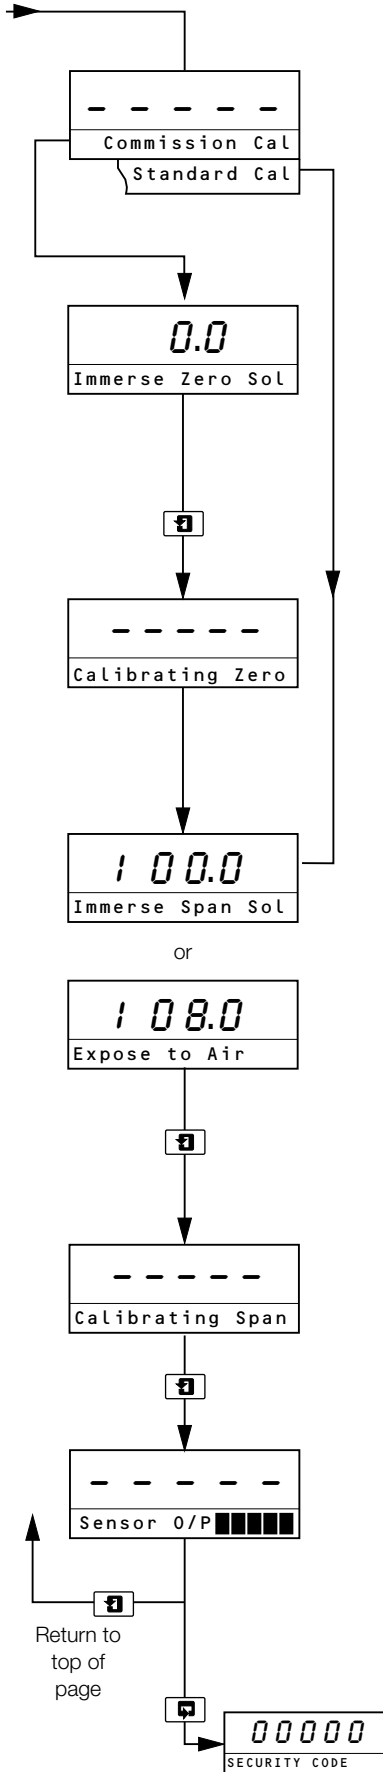 - - - - -
Commission Cal
Standard Cal
0.0
Immerse Zero Sol
- - - - -
Calibrating Zero
100.0
Immerse Span Sol
or
108.0
Expose to Air
- - - - -
Calibrating Span
- - - - -
Sensor O/P
Return to
top of
page
00000
SECURITY CODE